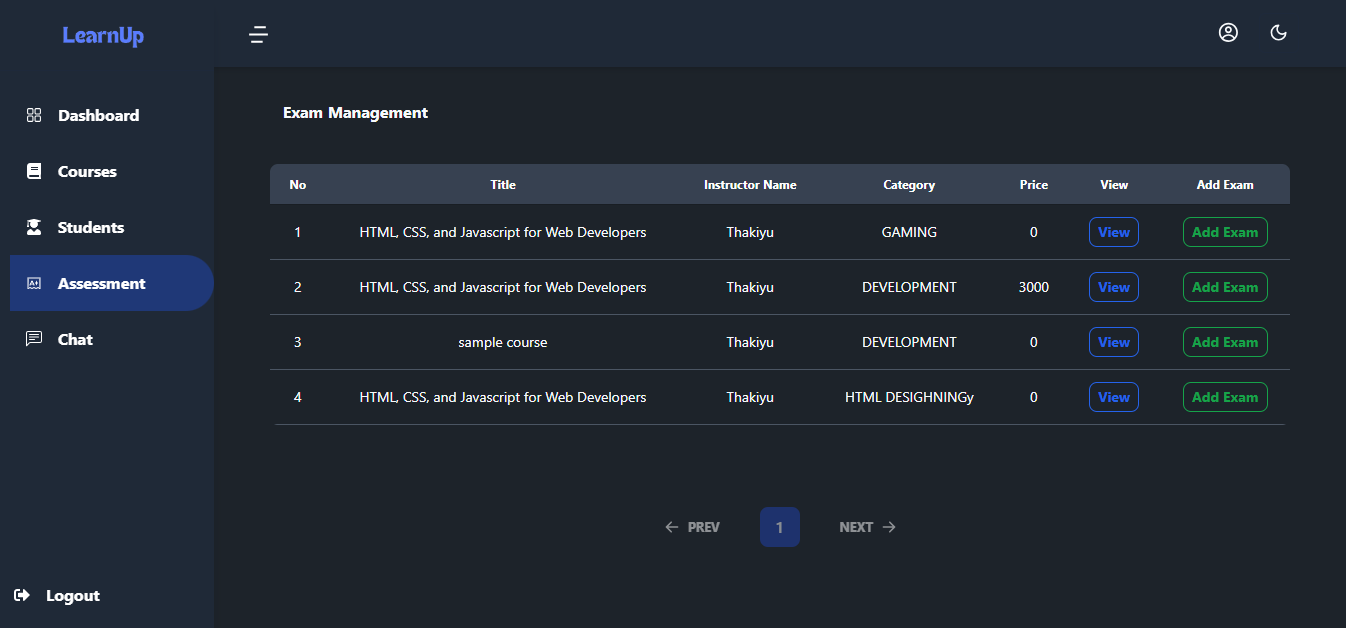 LearnUp
Dashboard
Courses
Students
Assessment
Chat
Logout
Exam Management
No Title Instructor Name Category Price View Add Exam
1 HTML, CSS, and Javascript for Web Developers Thakiyu GAMING 0 View Add Exam
2 HTML, CSS, and Javascript for Web Developers Thakiyu DEVELOPMENT 3000 View Add Exam
3 sample course Thakiyu DEVELOPMENT 0 View Add Exam
4 HTML, CSS, and Javascript for Web Developers Thakiyu HTML DESIGHNINGy 0 View Add Exam
← PREV 1 NEXT →